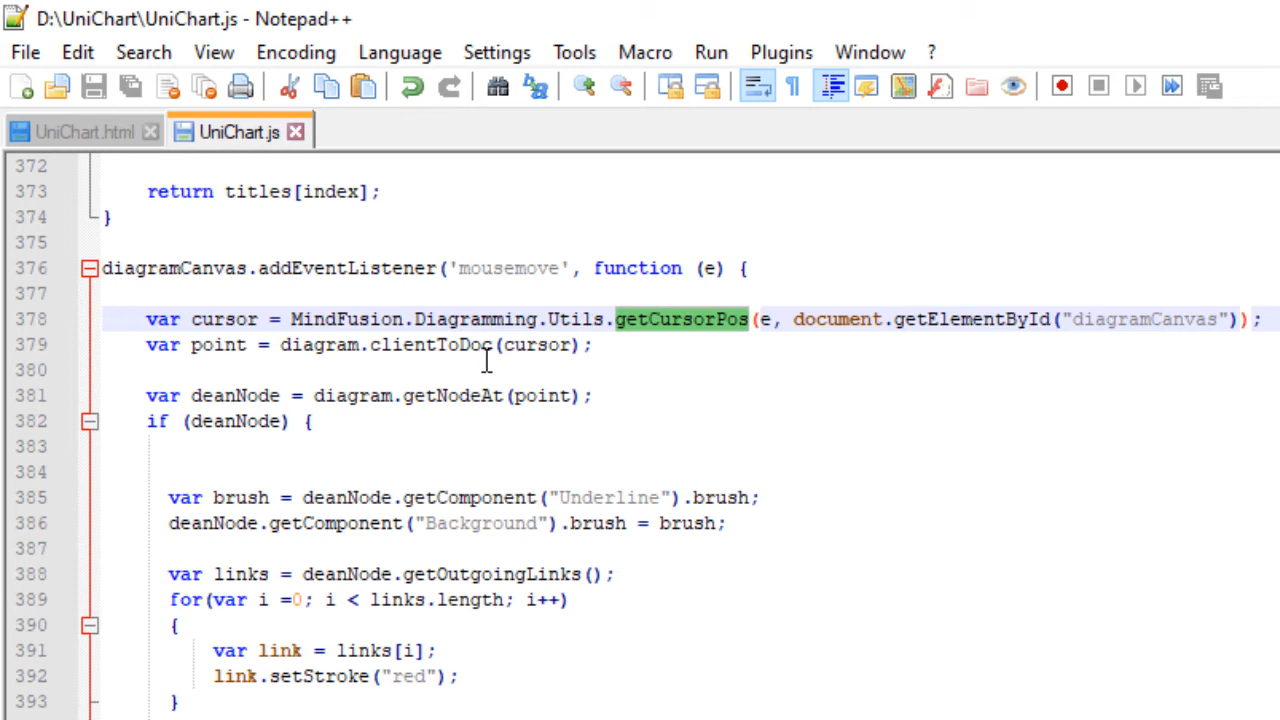 D:\UniChart\UniChart.js - Notepad++
File Edit Search View Encoding Language Settings Tools Macro Run Plugins Window ?
UniChart.html UniChart.js
372
373 return titles[index];
374 }
375
376 diagramCanvas.addEventListener('mousemove', function (e) {
377
378 var cursor = MindFusion.Diagramming.Utils.getCursorPos(e, document.getElementById("diagramCanvas"));
379 var point = diagram.clientToDoc(cursor);
380
381 var deanNode = diagram.getNodeAt(point);
382 if (deanNode) {
383
384
385 var brush = deanNode.getComponent("Underline").brush;
386 deanNode.getComponent("Background").brush = brush;
387
388 var links = deanNode.getOutgoingLinks();
389 for(var i =0; i < links.length; i++)
390 {
391 var link = links[i];
392 link.setStroke("red");
393 }